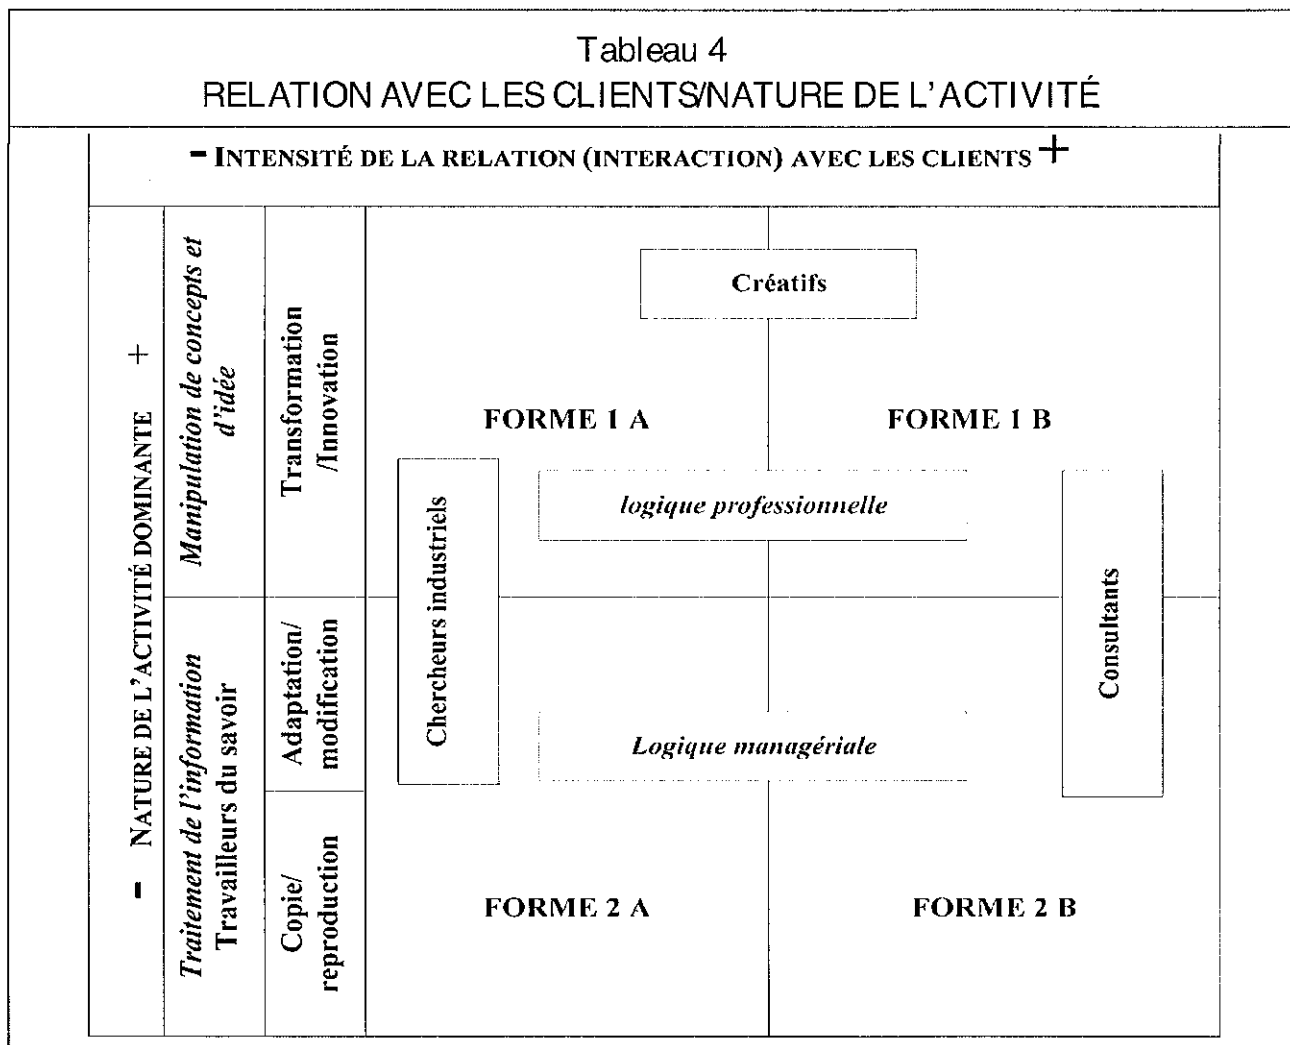 Tableau 4
RELATION AVEC LES CLIENTS/NATURE DE L'ACTIVITÉ
- INTENSITÉ DE LA RELATION (INTERACTION) AVEC LES CLIENTS +
- NATURE DE L'ACTIVITÉ DOMINANTE +
Manipulation de concepts et
d'idée
Transformation
/Innovation
Créatifs
FORME 1 A
FORME 1 B
logique professionnelle
Chercheurs industriels
Consultants
Traitement de l'information
Travailleurs du savoir
Adaptation/
modification
Logique managériale
Copie/
reproduction
FORME 2 A
FORME 2 B